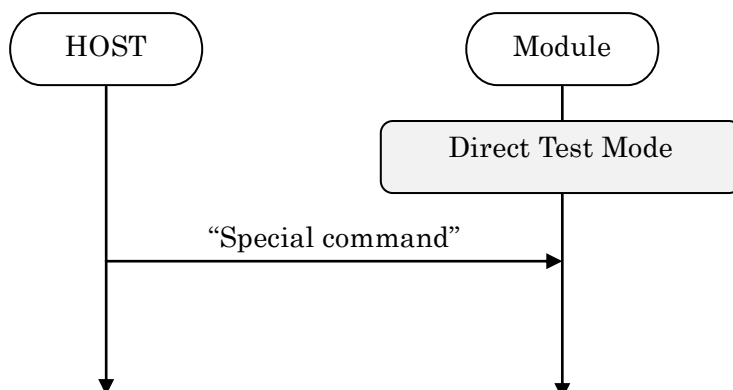 HOST
Module
Direct Test Mode
“Special command”